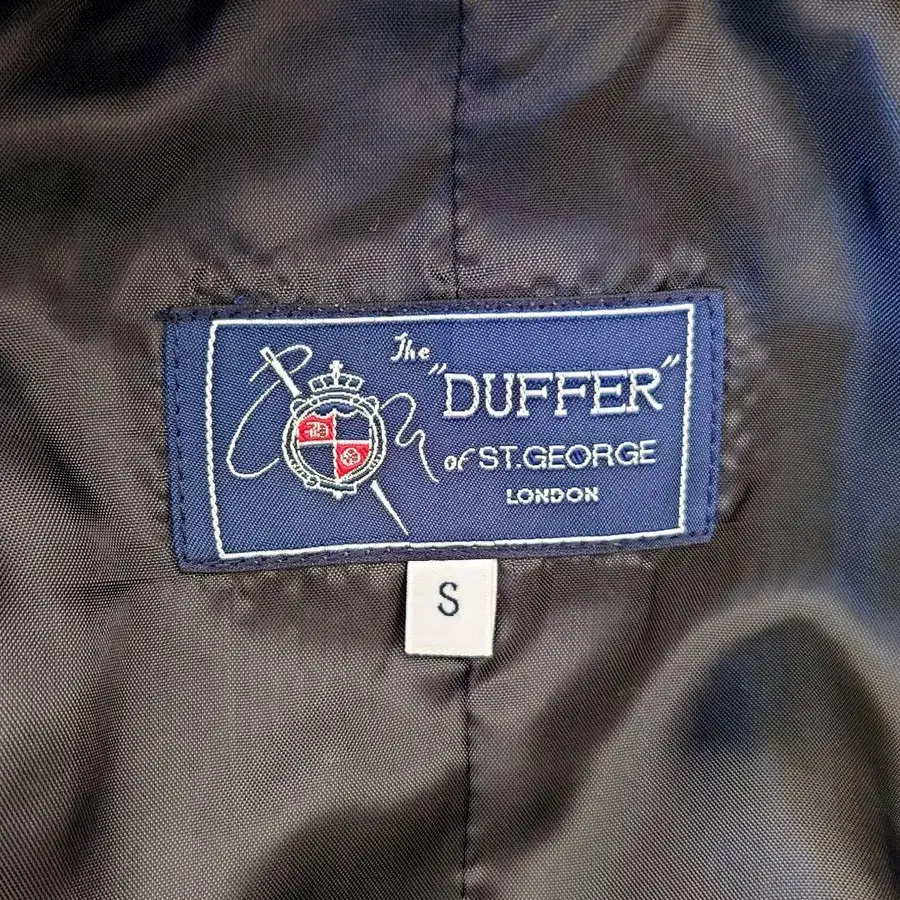 The
"DUFFER"
of ST.GEORGE
LONDON
S